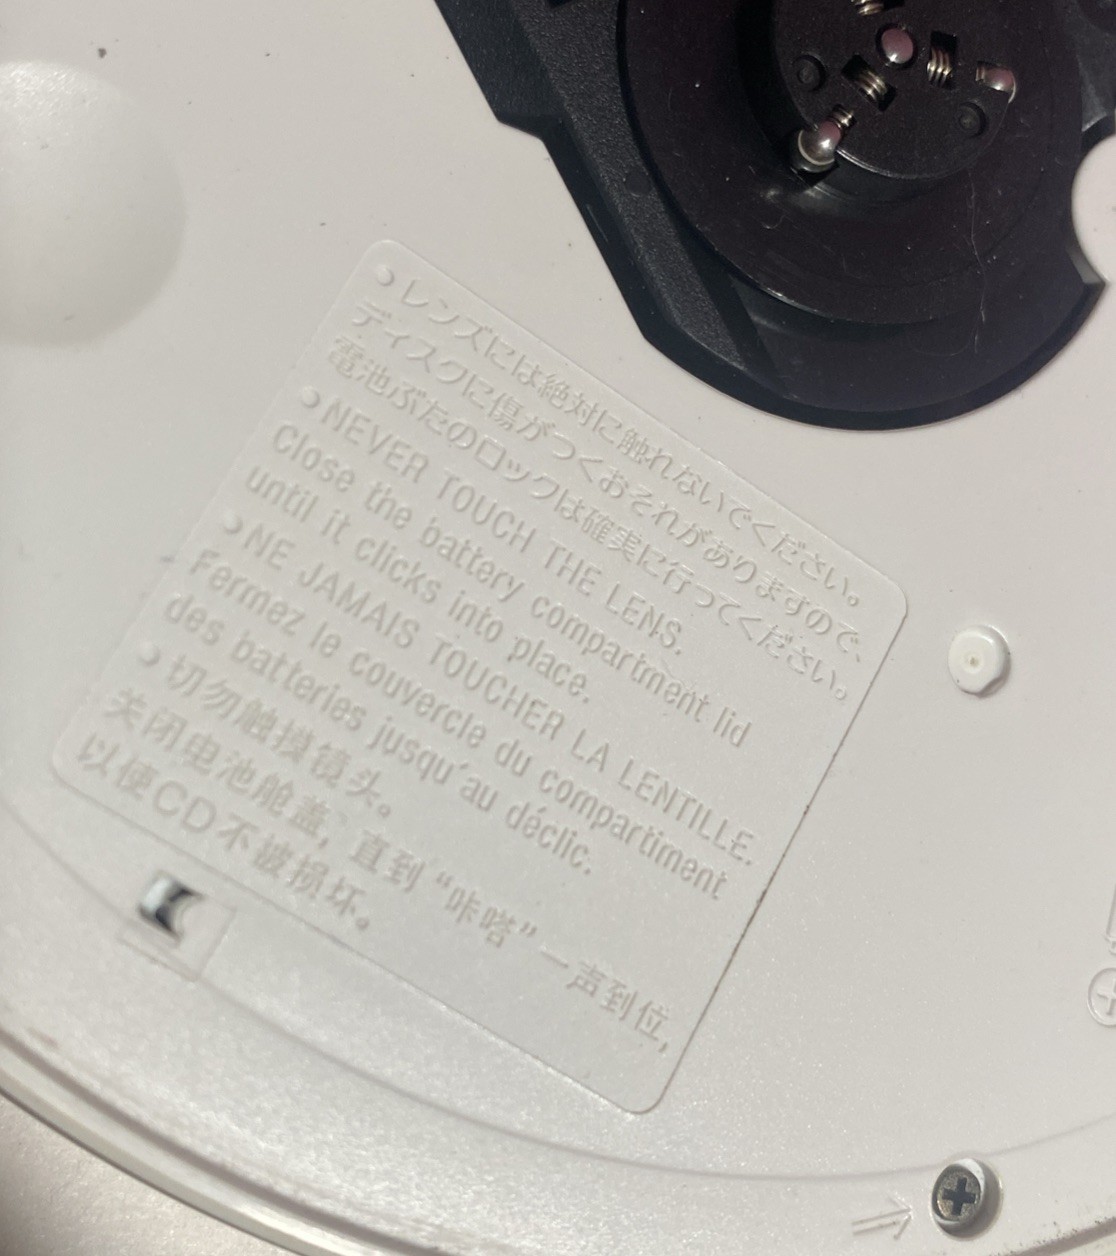 ●レンズには絶対に触れないでください。
ディスクに傷がつくおそれがありますので、
電池ぶたのロックは確実に行ってください。
●NEVER TOUCH THE LENS.
Close the battery compartment lid
until it clicks into place.
●NE JAMAIS TOUCHER LA LENTILLE.
Fermez le couvercle du compartiment
des batteries jusqu'au déclic.
●切勿触摸镜头。
关闭电池舱盖，直到“咔嗒”一声到位，
以使CD不被损坏。